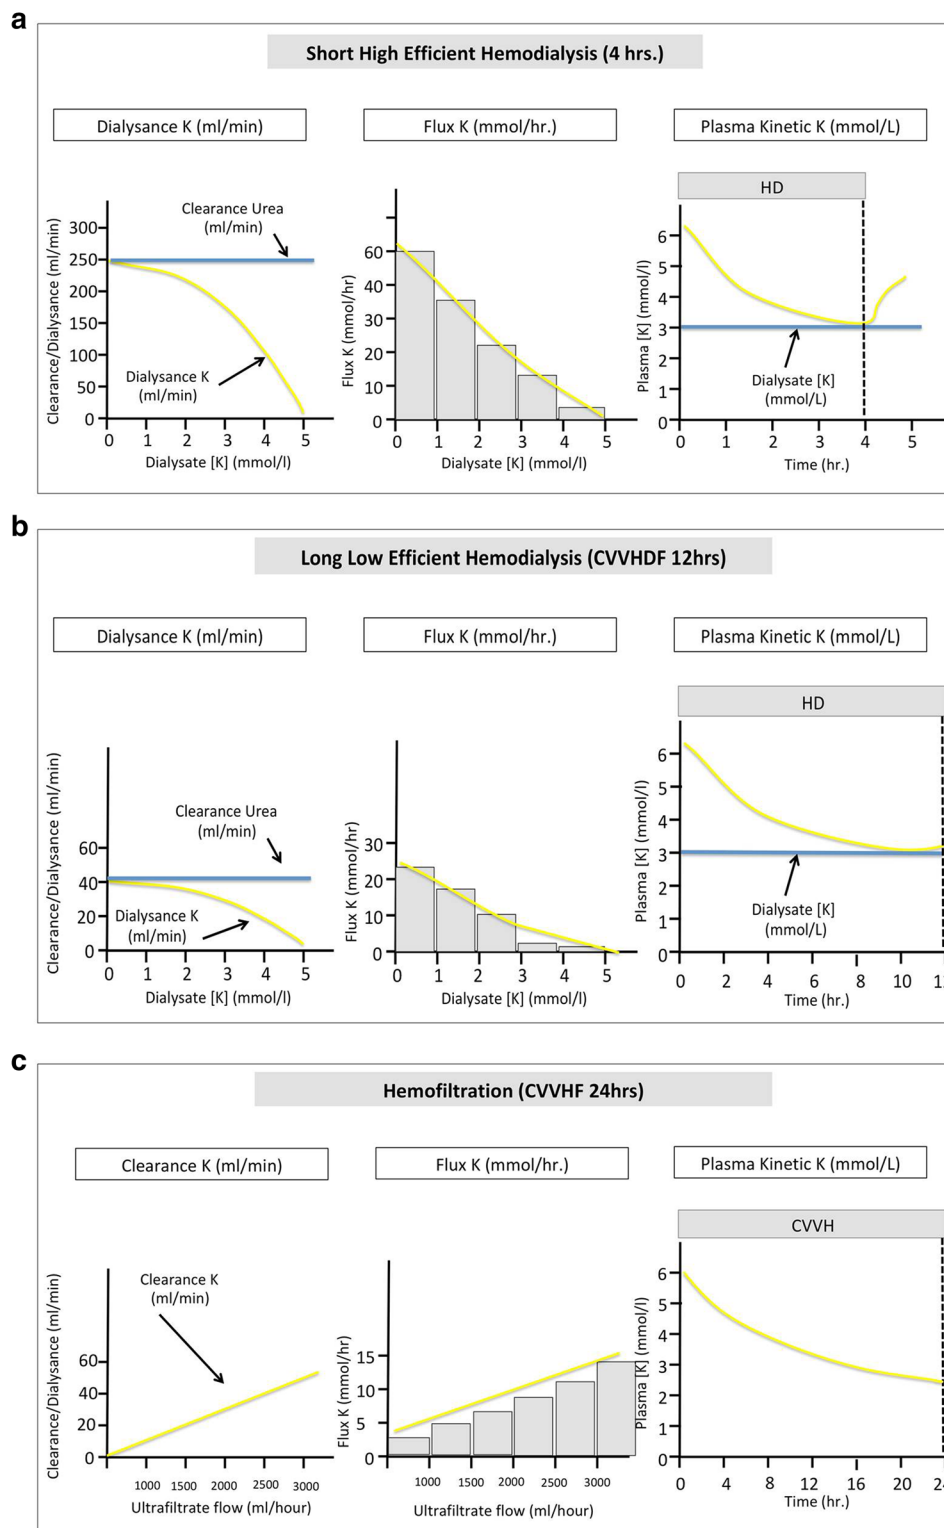 a
Short High Efficient Hemodialysis (4 hrs.)
Dialysance K (ml/min)
Flux K (mmol/hr.)
Plasma Kinetic K (mmol/L)
Clearance/Dialysance (ml/min)
300
250
200
150
100
50
0
Clearance Urea
(ml/min)
Dialysance K
(ml/min)
0 1 2 3 4 5
Dialysate [K] (mmol/l)
Flux K (mmol/hr)
60
40
30
20
10
0
0 1 2 3 4 5
Dialysate [K] (mmol/l)
HD
Plasma [K] (mmol/l)
6
5
4
3
2
1
0
Dialysate [K]
(mmol/L)
0 1 2 3 4 5
Time (hr.)
b
Long Low Efficient Hemodialysis (CVVHDF 12hrs)
Dialysance K (ml/min)
Flux K (mmol/hr.)
Plasma Kinetic K (mmol/L)
Clearance/Dialysance (ml/min)
60
40
20
0
Clearance Urea
(ml/min)
Dialysance K
(ml/min)
0 1 2 3 4 5
Dialysate [K] (mmol/l)
Flux K (mmol/hr)
30
20
10
0
0 1 2 3 4 5
Dialysate [K] (mmol/l)
HD
Plasma [K] (mmol/l)
6
5
4
3
2
1
0
Dialysate [K]
(mmol/L)
0 2 4 6 8 10
Time (hr.)
c
Hemofiltration (CVVHF 24hrs)
Clearance K (ml/min)
Flux K (mmol/hr.)
Plasma Kinetic K (mmol/L)
Clearance/Dialysance (ml/min)
60
40
20
0
Clearance K
(ml/min)
1000 1500 2000 2500 3000
Ultrafiltrate flow (ml/hour)
Flux K (mmol/hr)
15
10
5
0
1000 1500 2000 2500 3000
Ultrafiltrate flow (ml/hour)
CVVH
Plasma [K] (mmol/l)
6
5
4
3
2
1
0
0 4 8 12 16 20
Time (hr.)